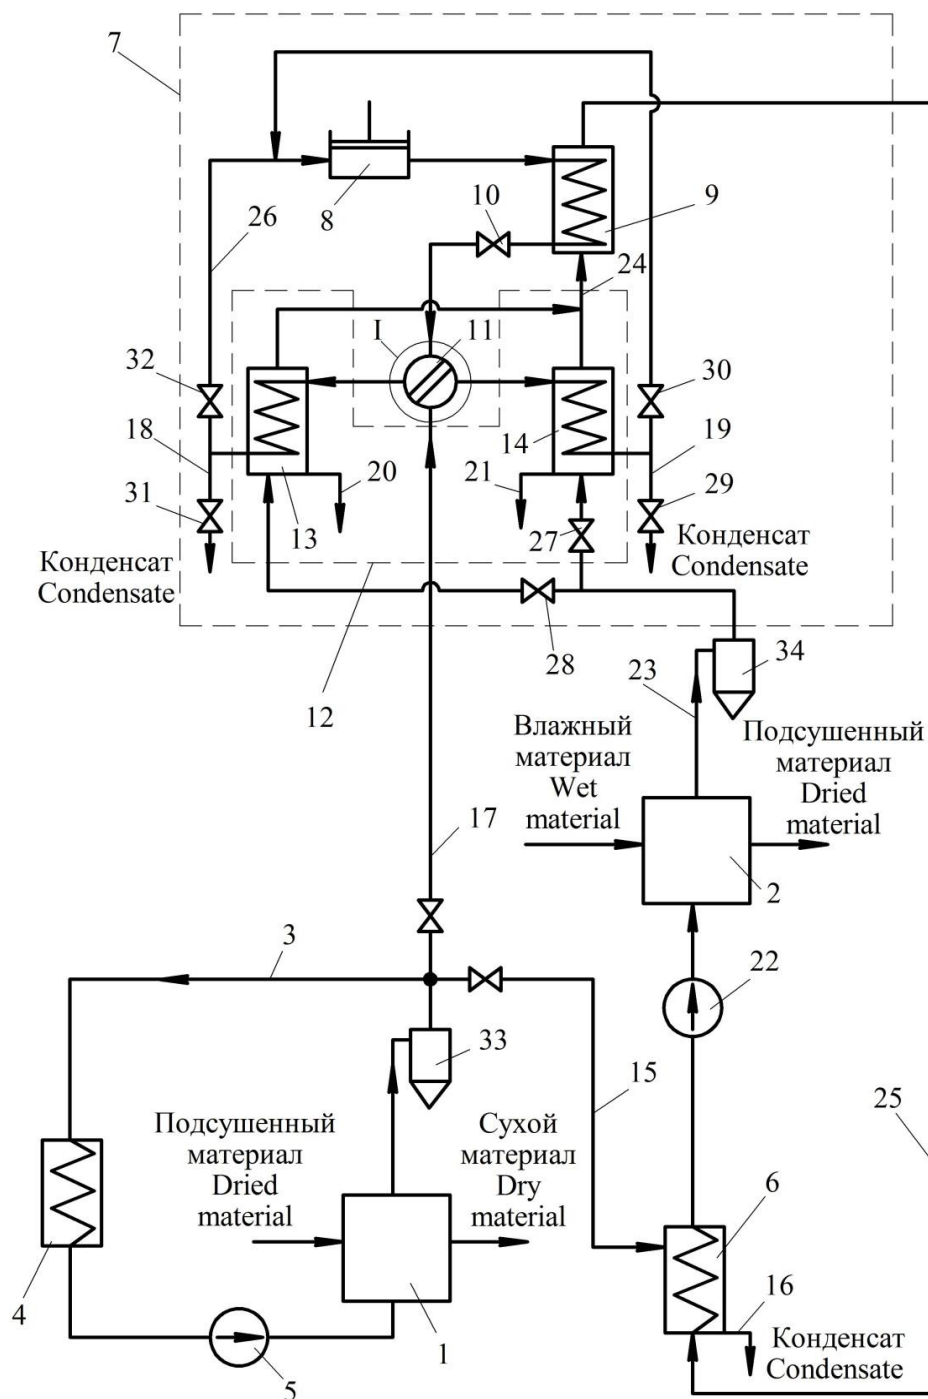 7
8
9
10
26
24
I
11
32
30
18
14
19
20
21
31
13
27
29
Конденсат
Condensate
Конденсат
Condensate
28
34
12
23
Влажный
материал
Wet
material
Подсушенный
материал
Dried
material
17
2
3
22
33
15
25
Подсушенный
материал
Dried
material
Сухой
материал
Dry
material
6
4
16
1
5
Конденсат
Condensate